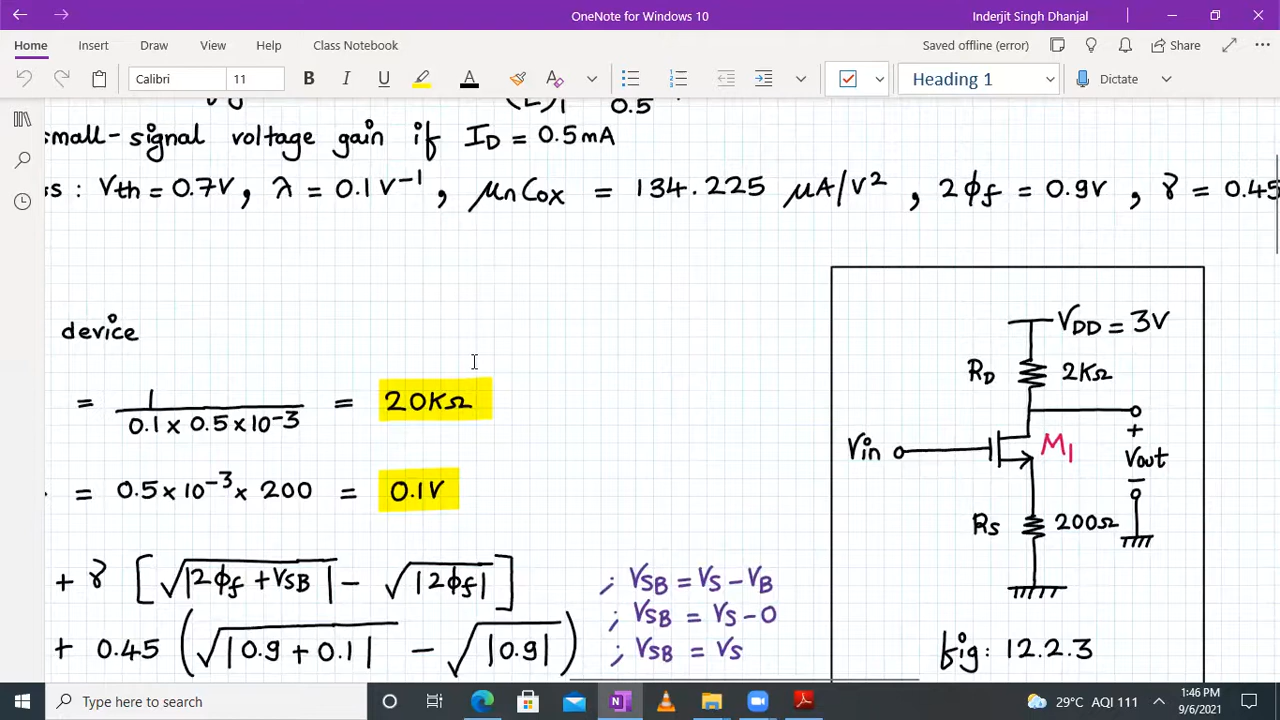 OneNote for Windows 10
Inderjit Singh Dhanjal
Home Insert Draw View Help Class Notebook
Saved offline (error) Share
Calibri 11 B I U A Heading 1 Dictate
0.5
small-signal voltage gain if ID = 0.5mA
s : Vth = 0.7V, λ = 0.1V⁻¹, μnCox = 134.225 μA/V², 2ϕf = 0.9V, γ = 0.45
device
= 1 / 0.1 x 0.5 x 10⁻³ = 20KΩ
= 0.5 x 10⁻³ x 200 = 0.1V
+ γ [√|2ϕf + VSB| - √|2ϕf|]
; VSB = VS - VB
; VSB = VS - 0
+ 0.45 (√|0.9 + 0.1| - √|0.9|)
; VSB = VS
VDD = 3V
RD 2KΩ
Vin M1
+
Vout
-
RS 200Ω
fig: 12.2.3
Type here to search
29°C AQI 111
1:46 PM
9/6/2021